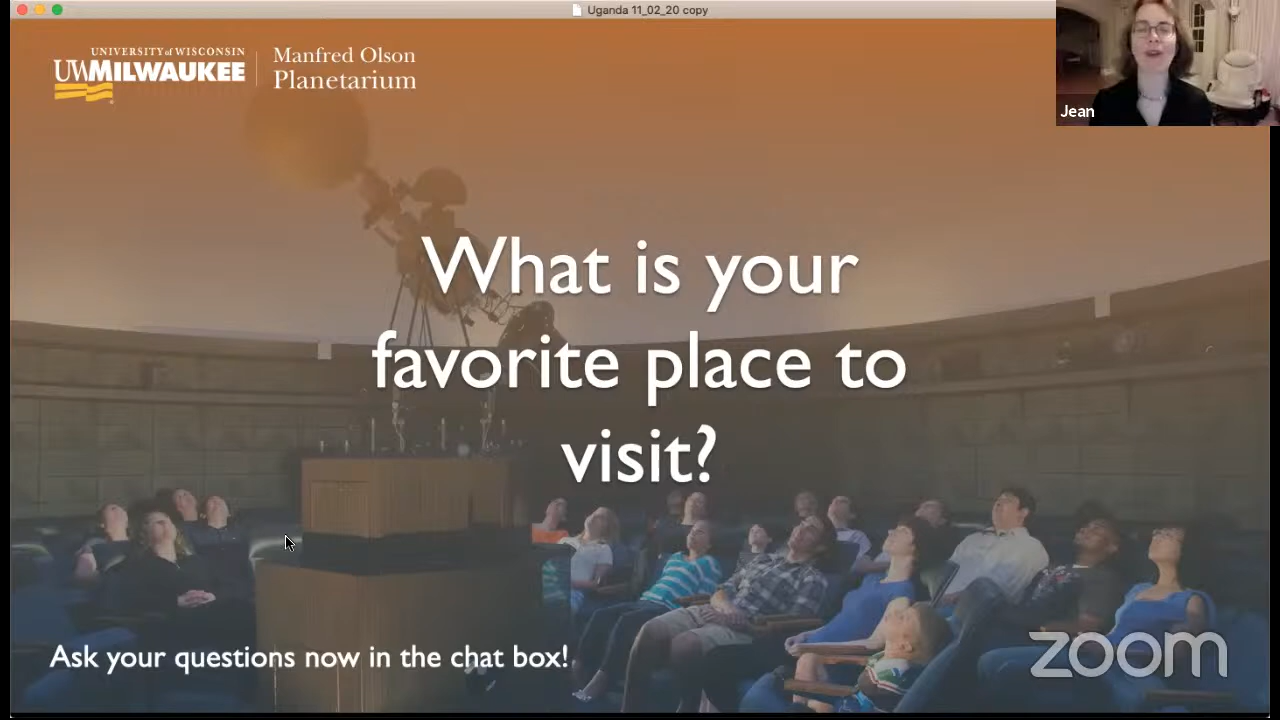 Uganda 11_02_20 copy
UNIVERSITY of WISCONSIN
UWMILWAUKEE
Manfred Olson
Planetarium
Jean
What is your
favorite place to
visit?
Ask your questions now in the chat box!
zoom